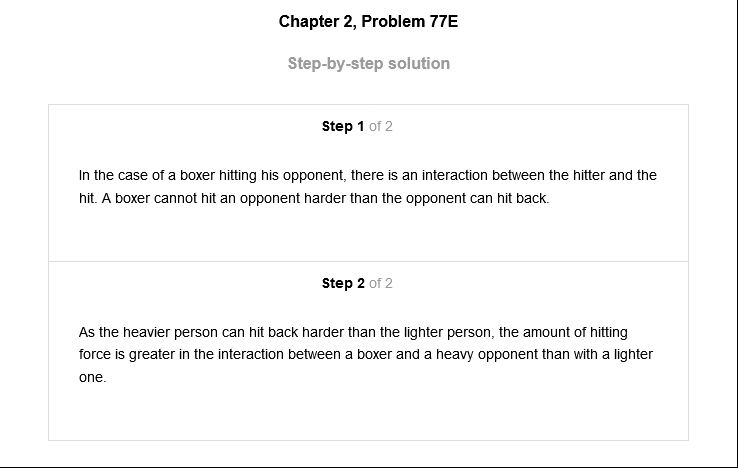 Chapter 2, Problem 77E
Step-by-step solution
Step 1 of 2
In the case of a boxer hitting his opponent, there is an interaction between the hitter and the
hit. A boxer cannot hit an opponent harder than the opponent can hit back.
Step 2 of 2
As the heavier person can hit back harder than the lighter person, the amount of hitting
force is greater in the interaction between a boxer and a heavy opponent than with a lighter
one.